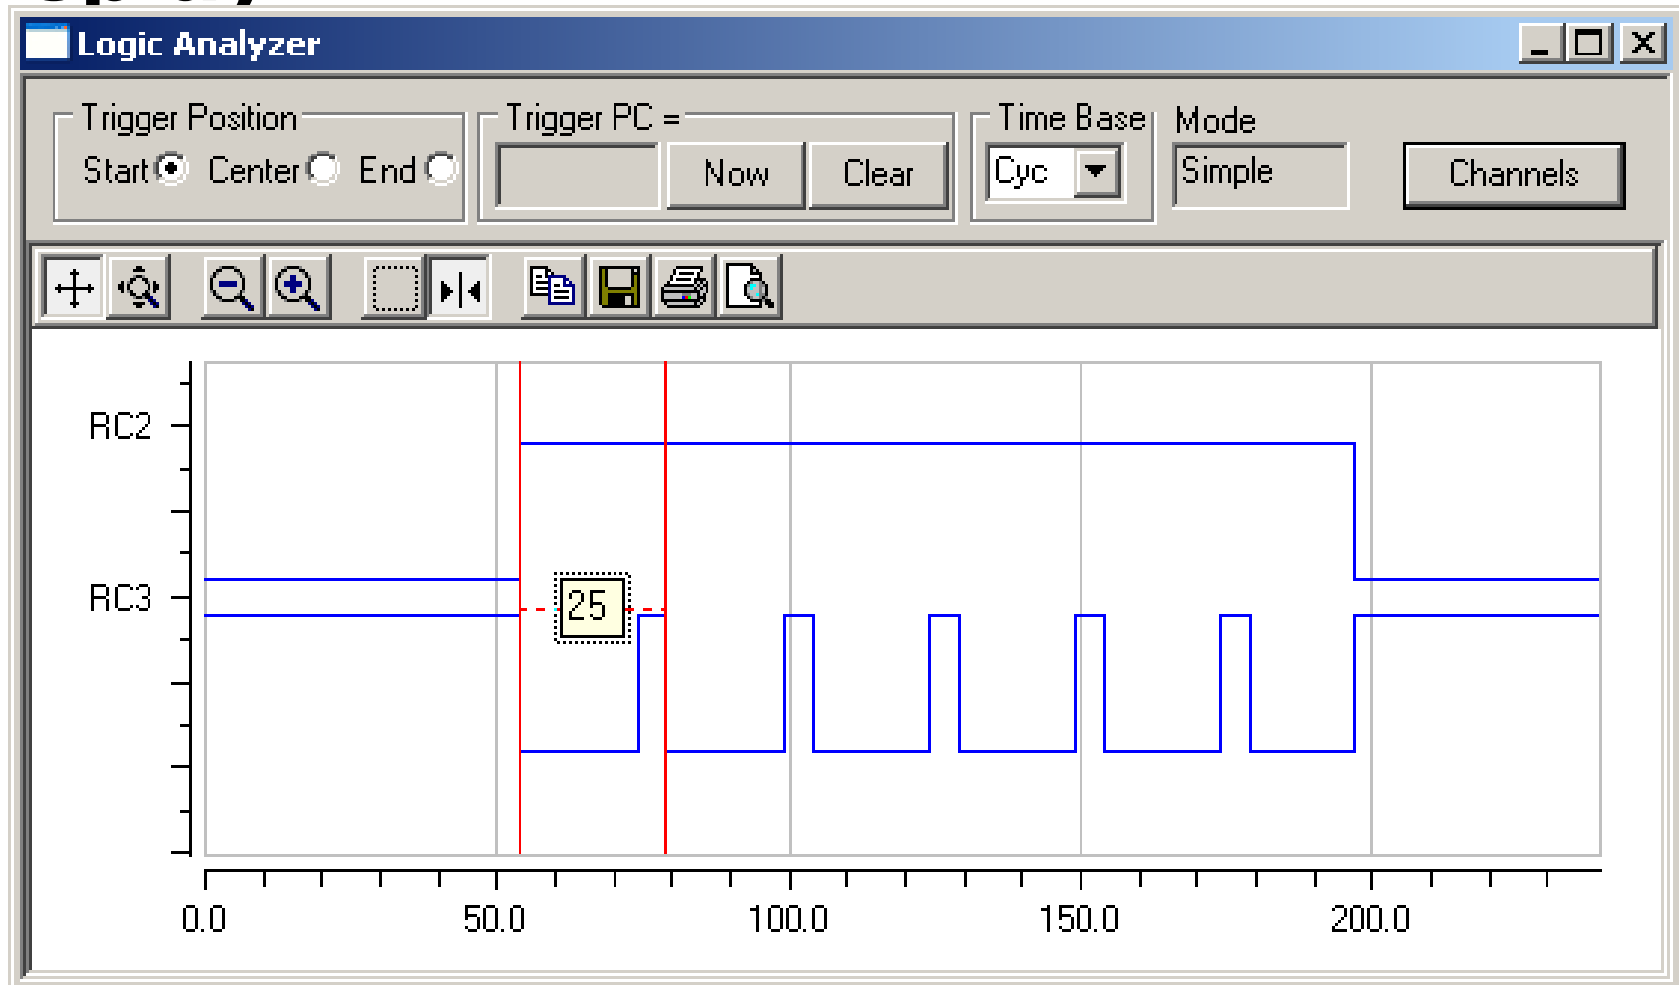 Logic Analyzer
Trigger Position
Start Center End
Trigger PC =
Now Clear
Time Base
Cyc
Mode
Simple
Channels
RC2
RC3
25
0.0 50.0 100.0 150.0 200.0